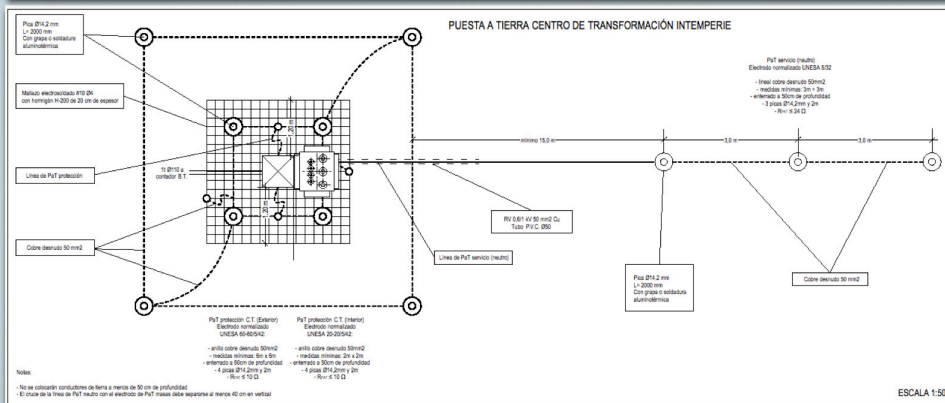 PUESTA A TIERRA CENTRO DE TRANSFORMACIÓN INTEMPERIE
Pica Ø14,2 mm
L= 2000 mm
Con grapa o soldadura
aluminotérmica
Mallazo electrosoldado #10 Ø4
con hormigón H-200 de 20 cm de espesor
Línea de PaT protección
Cobre desnudo 50 mm2
1t Ø110 a
contador B.T.
20 m
20 m
PaT servicio (neutro)
Electrodo normalizado UNESA 5/32
- lineal cobre desnudo 50mm2
- medidas mínimas: 3m + 3m
- enterrado a 50cm de profundidad
- 3 picas Ø14,2mm y 2m
mínimo 15,0 m
3,0 m
3,0 m
RV 0,6/1 kV 50 mm2 Cu
Tubo P.V.C. Ø50
Línea de PaT servicio (neutro)
Pica Ø14,2 mm
L= 2000 mm
Con grapa o soldadura
aluminotérmica
Cobre desnudo 50 mm2
PaT protección C.T. (Exterior)
Electrodo normalizado
UNESA 60-60/5/42:
- anillo cobre desnudo 50mm2
- medidas mínimas: 6m x 6m
- enterrado a 50cm de profundidad
- 4 picas Ø14,2mm y 2m
PaT protección C.T. (Interior)
Electrodo normalizado
UNESA 20-20/5/42:
- anillo cobre desnudo 50mm2
- medidas mínimas: 2m x 2m
- enterrado a 50cm de profundidad
- 4 picas Ø14,2mm y 2m
Notas:
- No se colocarán conductores de tierra a menos de 50 cm de profundidad
- El cruce de la línea de PaT neutro con el electrodo de PaT masas debe separarse al menos 40 cm en vertical
ESCALA 1:50